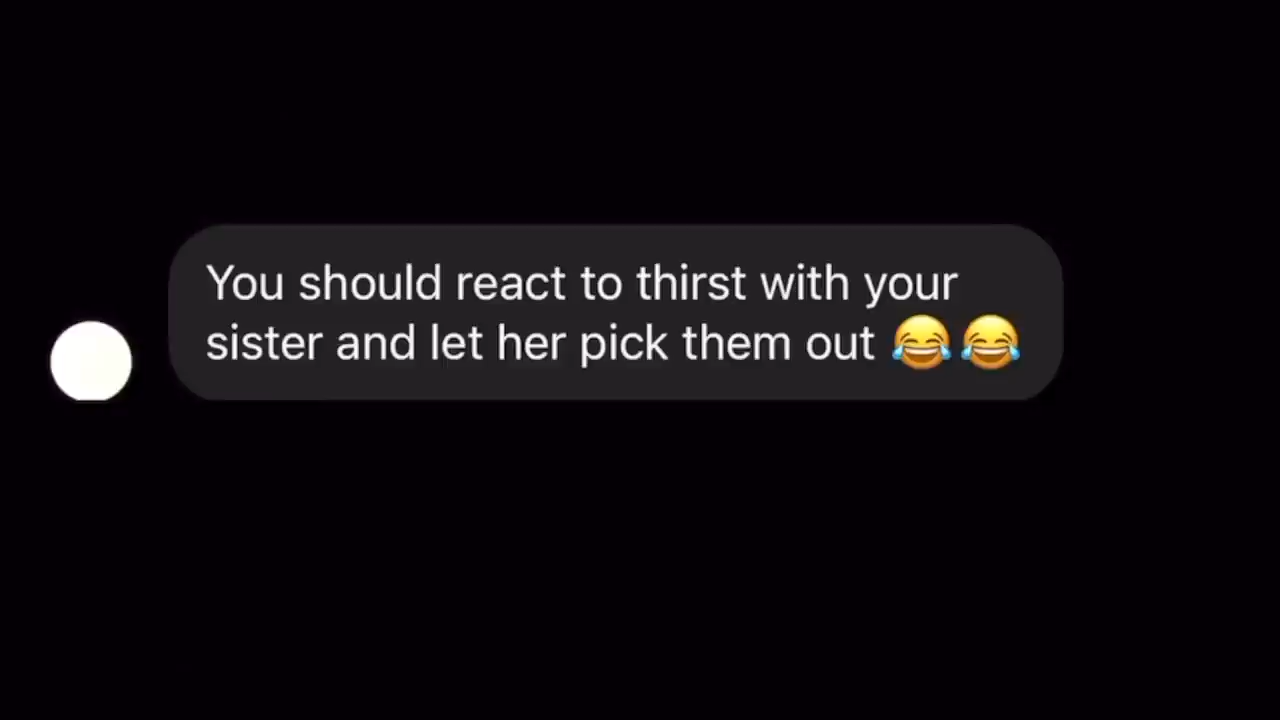 You should react to thirst with your
sister and let her pick them out 😂😂